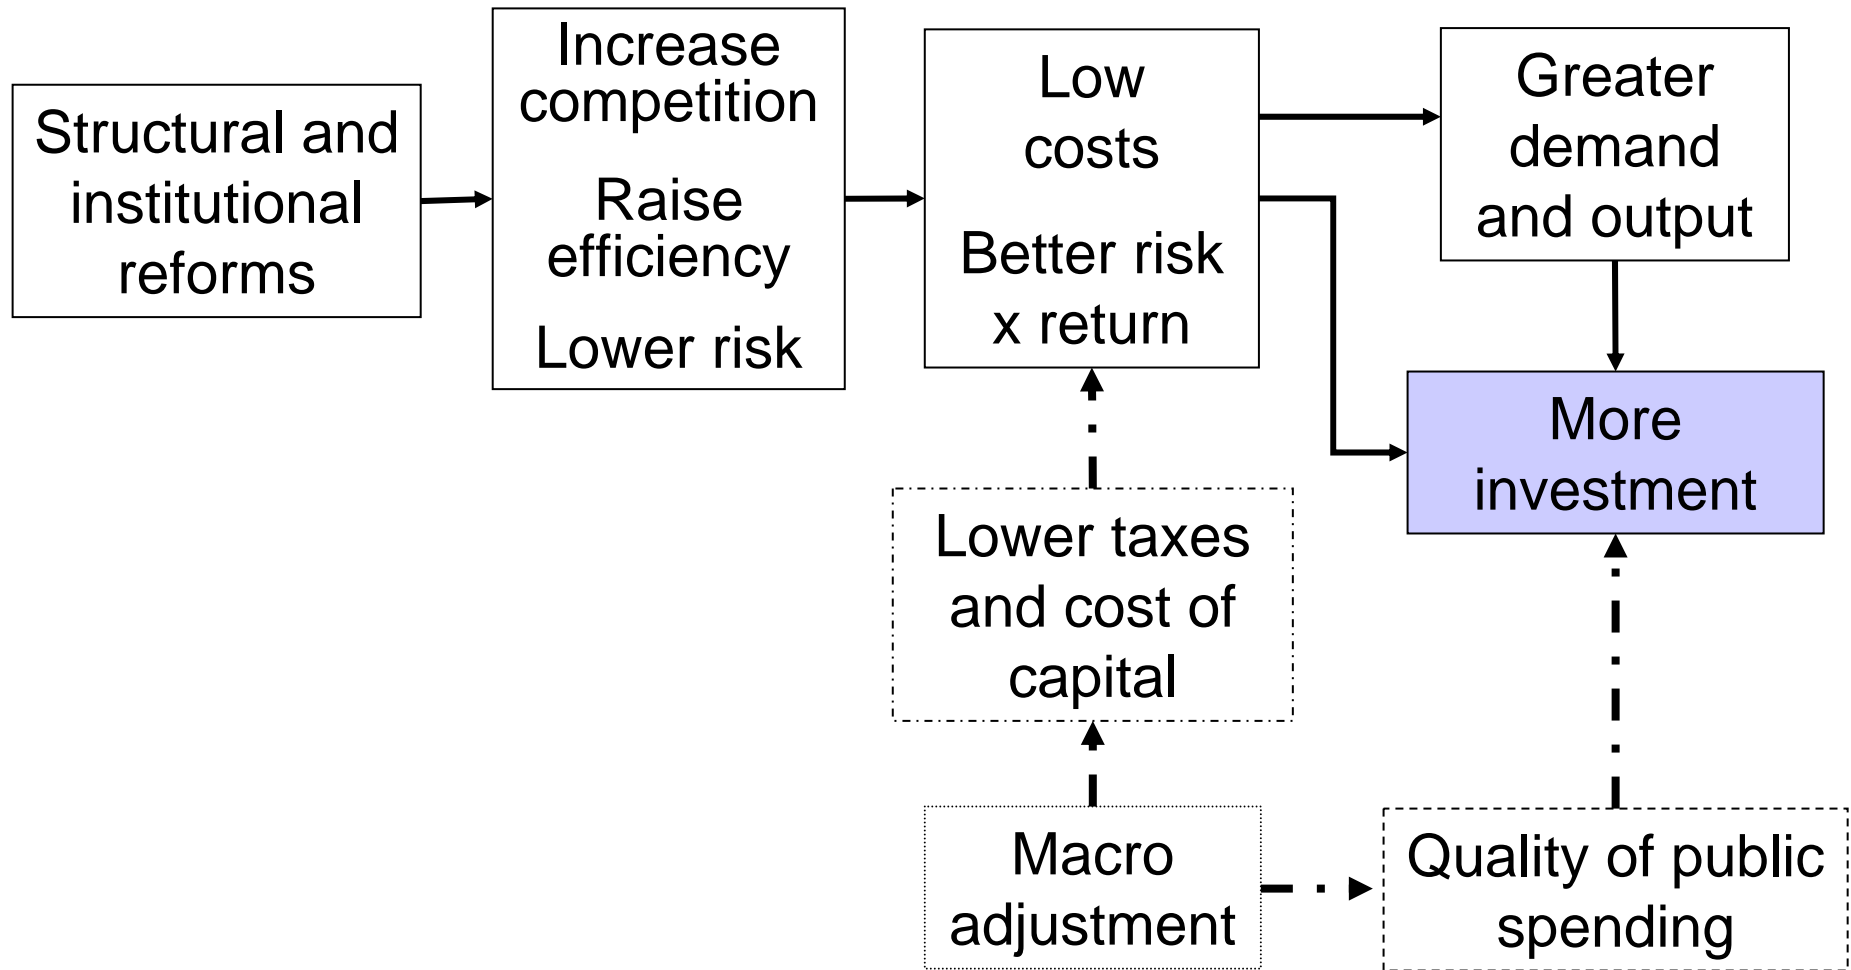 Structural and
institutional
reforms
Increase
competition
Raise
efficiency
Lower risk
Low
costs
Better risk
x return
Greater
demand
and output
More
investment
Lower taxes
and cost of
capital
Macro
adjustment
Quality of public
spending